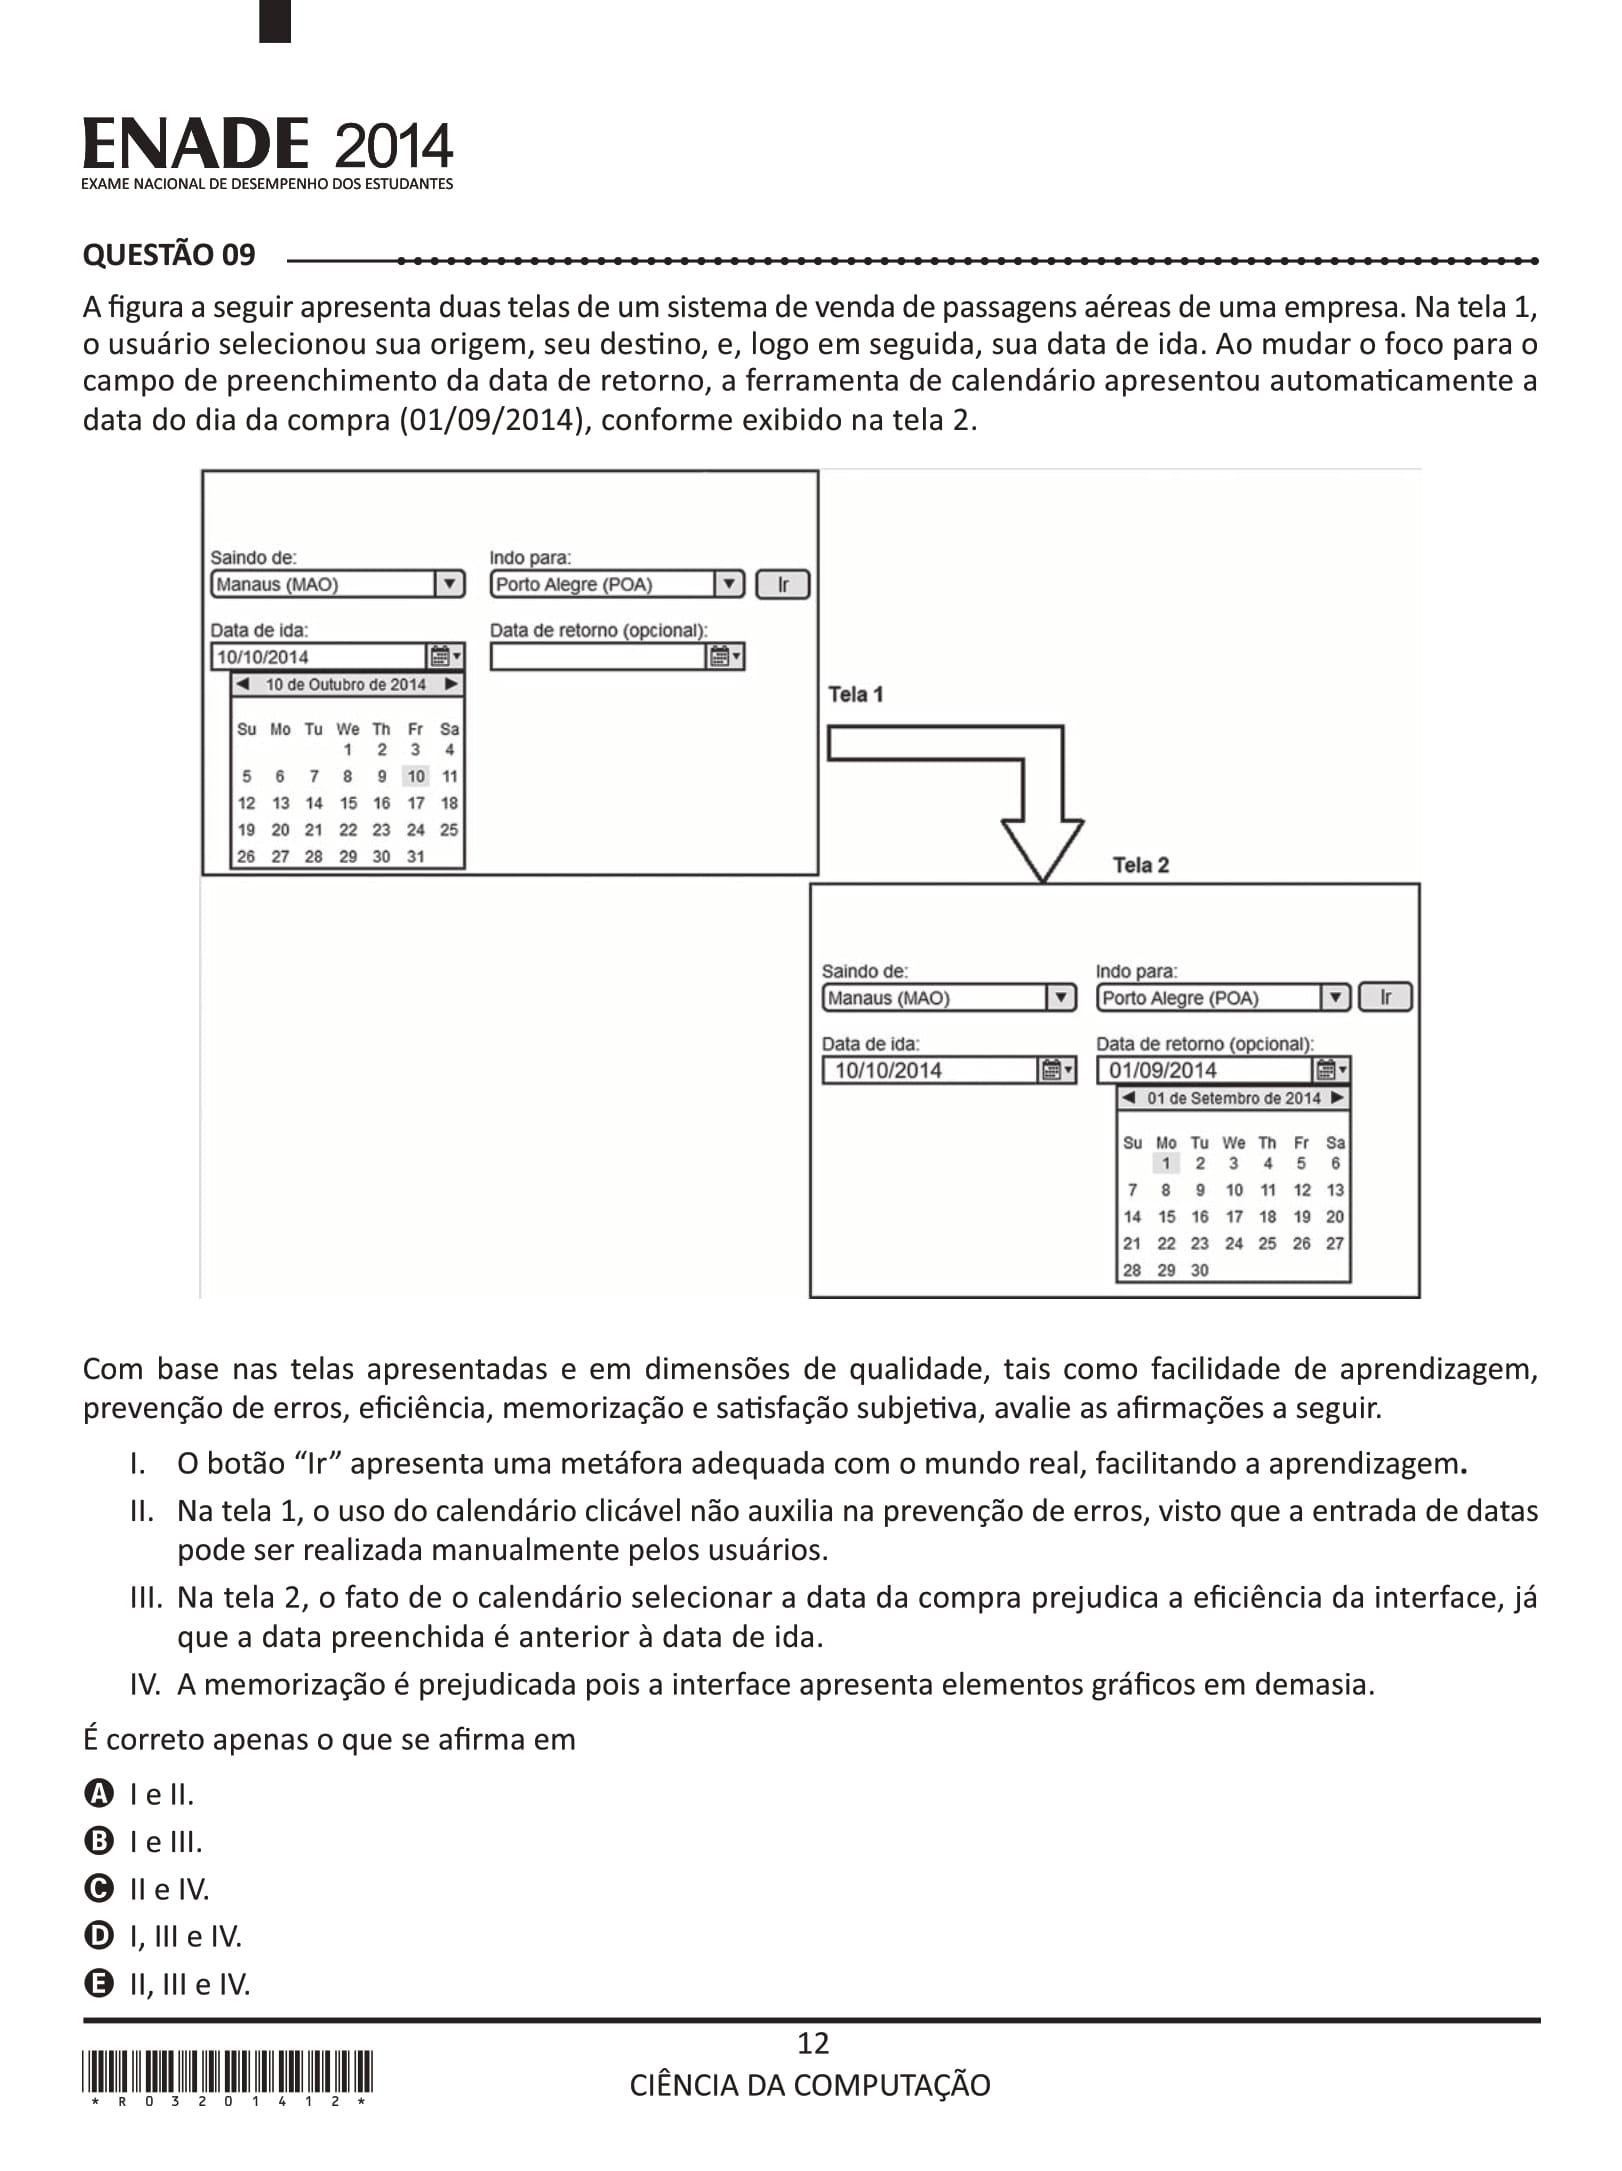 ENADE 2014
EXAME NACIONAL DE DESEMPENHO DOS ESTUDANTES
QUESTÃO 09
A figura a seguir apresenta duas telas de um sistema de venda de passagens aéreas de uma empresa. Na tela 1,
o usuário selecionou sua origem, seu destino, e, logo em seguida, sua data de ida. Ao mudar o foco para o
campo de preenchimento da data de retorno, a ferramenta de calendário apresentou automaticamente a
data do dia da compra (01/09/2014), conforme exibido na tela 2.
Saindo de: Indo para:
Manaus (MAO) Porto Alegre (POA) Ir
Data de ida: Data de retorno (opcional):
10/10/2014
10 de Outubro de 2014
Su Mo Tu We Th Fr Sa
1 2 3 4
5 6 7 8 9 10 11
12 13 14 15 16 17 18
19 20 21 22 23 24 25
26 27 28 29 30 31
Tela 1
Tela 2
Saindo de: Indo para:
Manaus (MAO) Porto Alegre (POA) Ir
Data de ida: Data de retorno (opcional):
10/10/2014 01/09/2014
01 de Setembro de 2014
Su Mo Tu We Th Fr Sa
1 2 3 4 5 6
7 8 9 10 11 12 13
14 15 16 17 18 19 20
21 22 23 24 25 26 27
28 29 30
Com base nas telas apresentadas e em dimensões de qualidade, tais como facilidade de aprendizagem,
prevenção de erros, eficiência, memorização e satisfação subjetiva, avalie as afirmações a seguir.
I. O botão “Ir” apresenta uma metáfora adequada com o mundo real, facilitando a aprendizagem.
II. Na tela 1, o uso do calendário clicável não auxilia na prevenção de erros, visto que a entrada de datas
pode ser realizada manualmente pelos usuários.
III. Na tela 2, o fato de o calendário selecionar a data da compra prejudica a eficiência da interface, já
que a data preenchida é anterior à data de ida.
IV. A memorização é prejudicada pois a interface apresenta elementos gráficos em demasia.
É correto apenas o que se afirma em
A I e II.
B I e III.
C II e IV.
D I, III e IV.
E II, III e IV.
12
CIÊNCIA DA COMPUTAÇÃO
* R 0 3 2 0 1 4 1 2 *